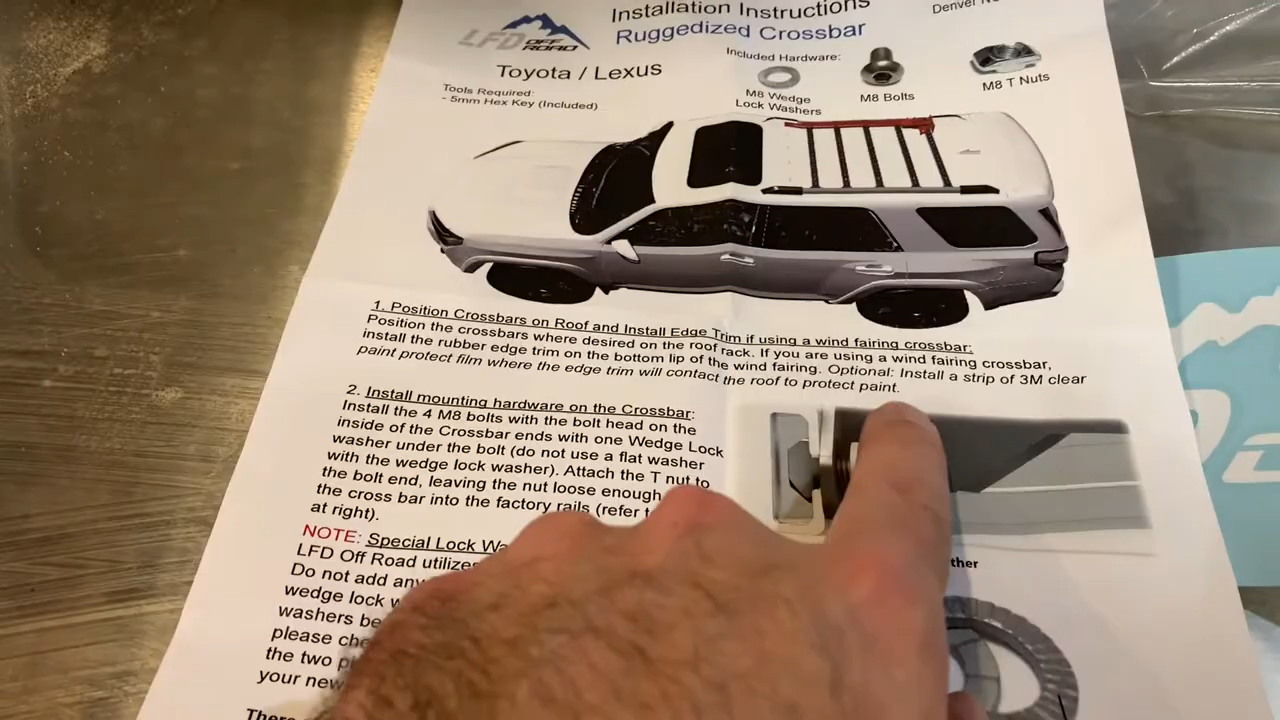 Installation Instructions
Ruggedized Crossbar
LFD OFF ROAD
Denver
Toyota / Lexus
Included Hardware:
M8 Wedge
Lock Washers
M8 Bolts
M8 T Nuts
Tools Required:
- 5mm Hex Key (Included)
1. Position Crossbars on Roof and Install Edge Trim if using a wind fairing crossbar:
Position the crossbars where desired on the roof rack. If you are using a wind fairing crossbar,
install the rubber edge trim on the bottom lip of the wind fairing. Optional: Install a strip of 3M clear
paint protect film where the edge trim will contact the roof to protect paint.
2. Install mounting hardware on the Crossbar:
Install the 4 M8 bolts with the bolt head on the
inside of the Crossbar ends with one Wedge Lock
washer under the bolt (do not use a flat washer
with the wedge lock washer). Attach the T nut to
the bolt end, leaving the nut loose enough
the cross bar into the factory rails (refer
at right).
NOTE: Special Lock
LFD Off Road utilizes
Do not add any
wedge lock
washers
please
the two
your new
ther